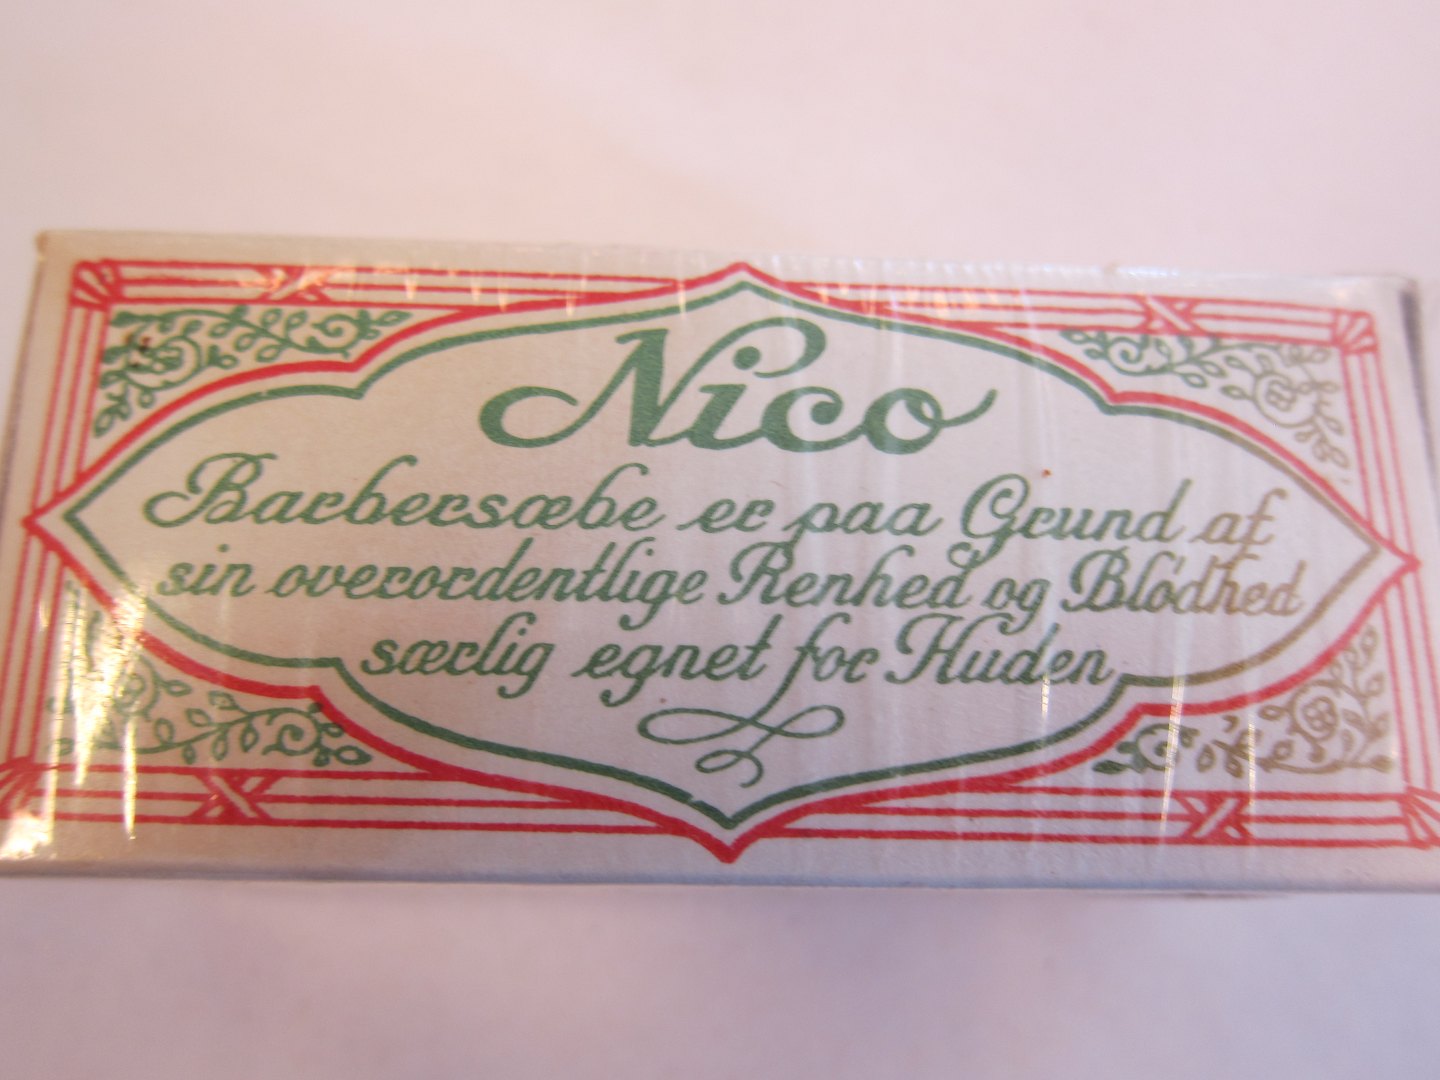 Nico
Barbersæbe er paa Grund af
sin overordentlige Renhed og Blødhed
særlig egnet for Huden